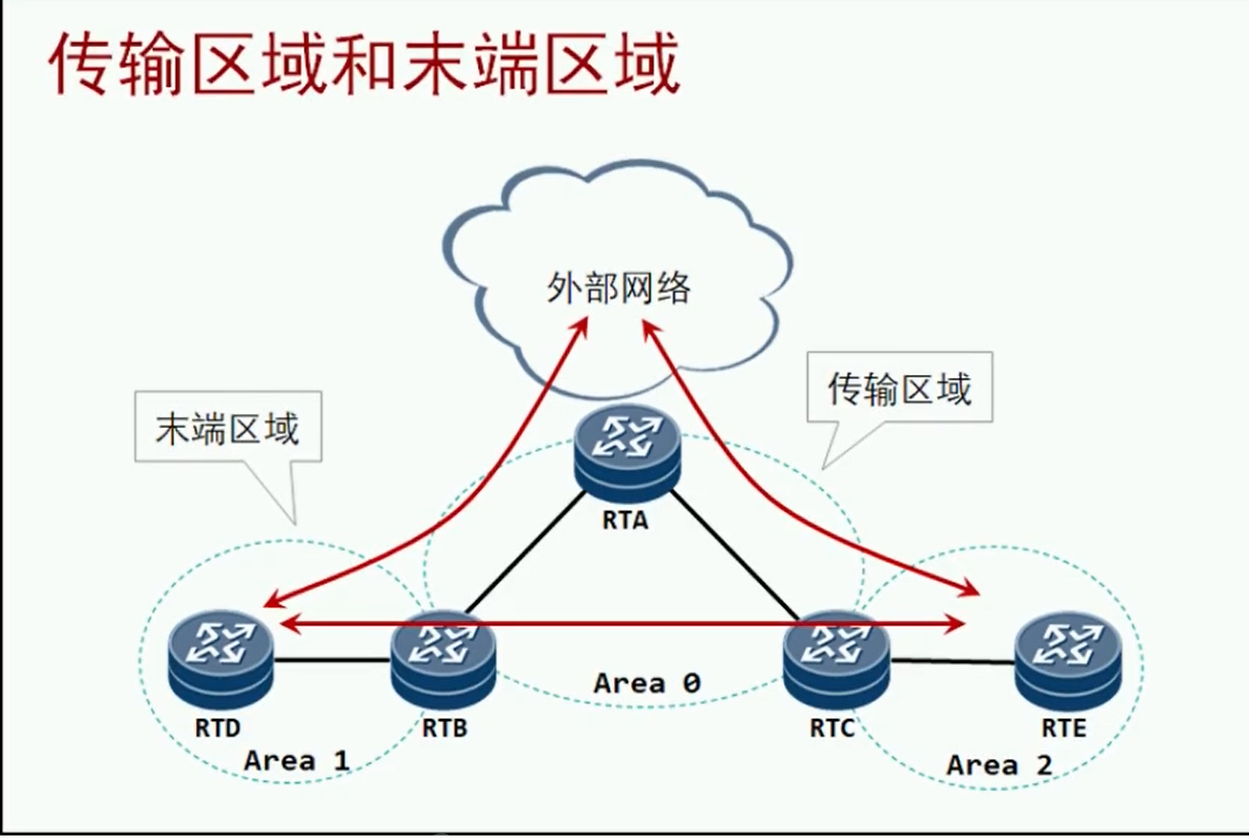 传输区域和末端区域
外部网络
传输区域
末端区域
RTA
Area 0
RTD
RTB
RTC
RTE
Area 1
Area 2